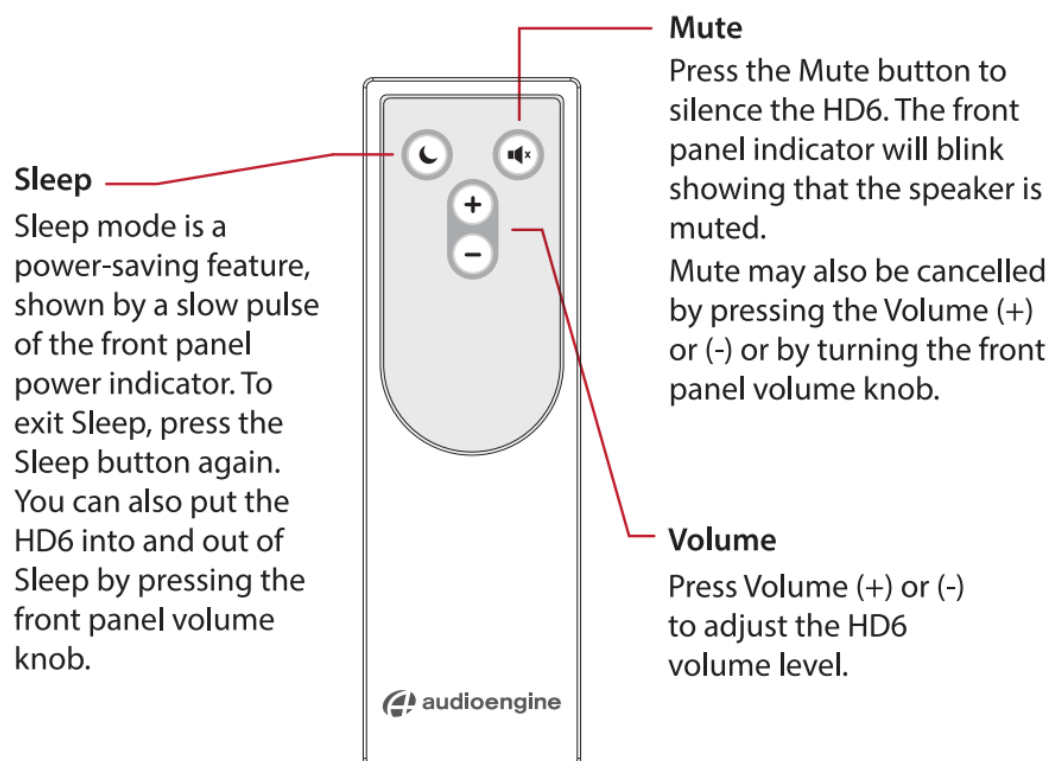 Sleep
Sleep mode is a
power-saving feature,
shown by a slow pulse
of the front panel
power indicator. To
exit Sleep, press the
Sleep button again.
You can also put the
HD6 into and out of
Sleep by pressing the
front panel volume
knob.
Mute
Press the Mute button to
silence the HD6. The front
panel indicator will blink
showing that the speaker is
muted.
Mute may also be cancelled
by pressing the Volume (+)
or (-) or by turning the front
panel volume knob.
Volume
Press Volume (+) or (-)
to adjust the HD6
volume level.
+
−
audioengine